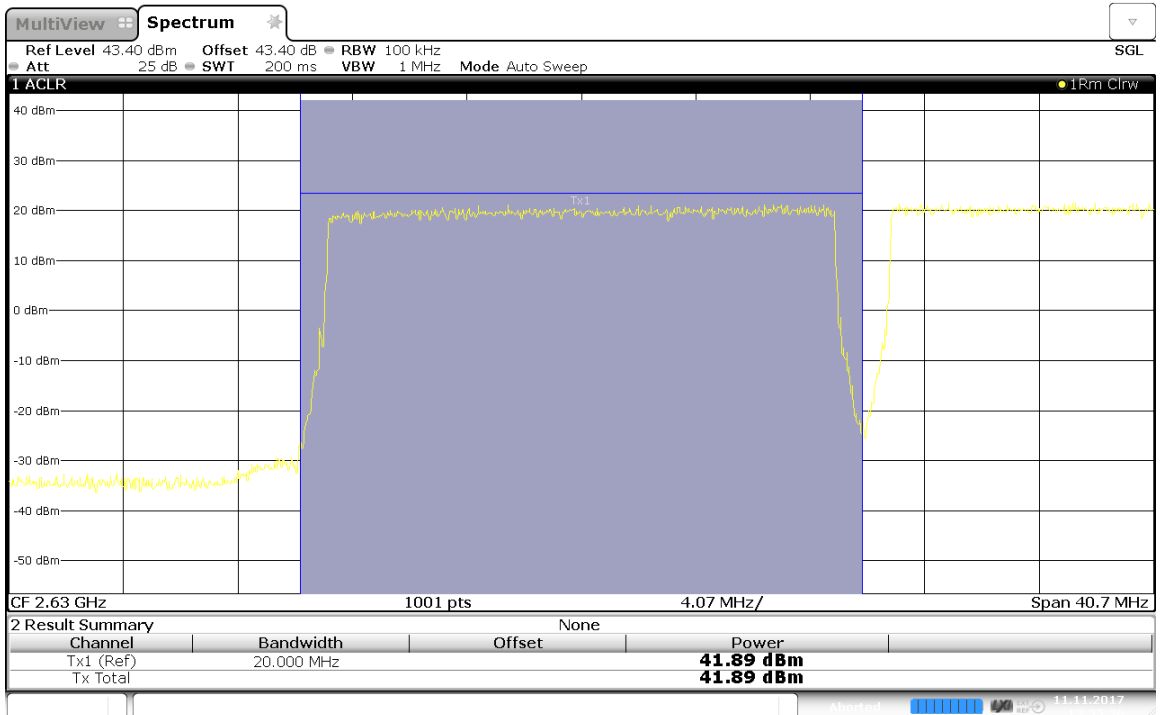 MultiView Spectrum
Ref Level 43.40 dBm Offset 43.40 dB RBW 100 kHz SGL
Att 25 dB SWT 200 ms VBW 1 MHz Mode Auto Sweep
1 ACLR 1Rm Clrw
40 dBm
30 dBm
Tx1
20 dBm
10 dBm
0 dBm
-10 dBm
-20 dBm
-30 dBm
-40 dBm
-50 dBm
CF 2.63 GHz 1001 pts 4.07 MHz/ Span 40.7 MHz
2 Result Summary None
Channel Bandwidth Offset Power
Tx1 (Ref) 20.000 MHz 41.89 dBm
Tx Total 41.89 dBm
Aborted 11.11.2017